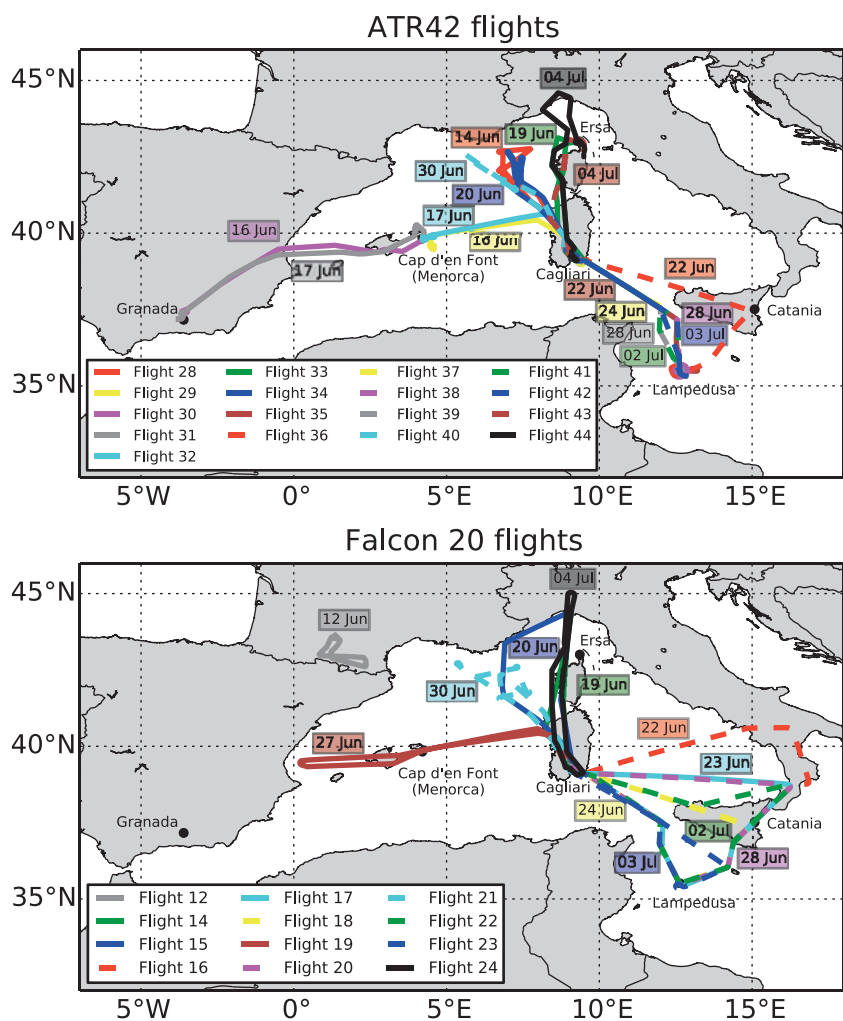 ATR42 flights
45°N
40°N
35°N
04 Jul
14 Jun
19 Jun
Ersa
30 Jun
04 Jul
20 Jun
17 Jun
16 Jun
16 Jun
17 Jun
Cap d'en Font
(Menorca)
Cagliari
22 Jun
22 Jun
Granada
24 Jun
28 Jun
Catania
28 Jun
03 Jul
02 Jul
Lampedusa
Flight 28
Flight 33
Flight 37
Flight 41
Flight 29
Flight 34
Flight 38
Flight 42
Flight 30
Flight 35
Flight 39
Flight 43
Flight 31
Flight 36
Flight 40
Flight 44
Flight 32
5°W
0°
5°E
10°E
15°E
Falcon 20 flights
45°N
40°N
35°N
04 Jul
12 Jun
20 Jun
Ersa
30 Jun
19 Jun
27 Jun
22 Jun
23 Jun
Cap d'en Font
(Menorca)
Cagliari
24 Jun
Granada
02 Jul
Catania
03 Jul
28 Jun
Lampedusa
Flight 12
Flight 17
Flight 21
Flight 14
Flight 18
Flight 22
Flight 15
Flight 19
Flight 23
Flight 16
Flight 20
Flight 24
5°W
0°
5°E
10°E
15°E